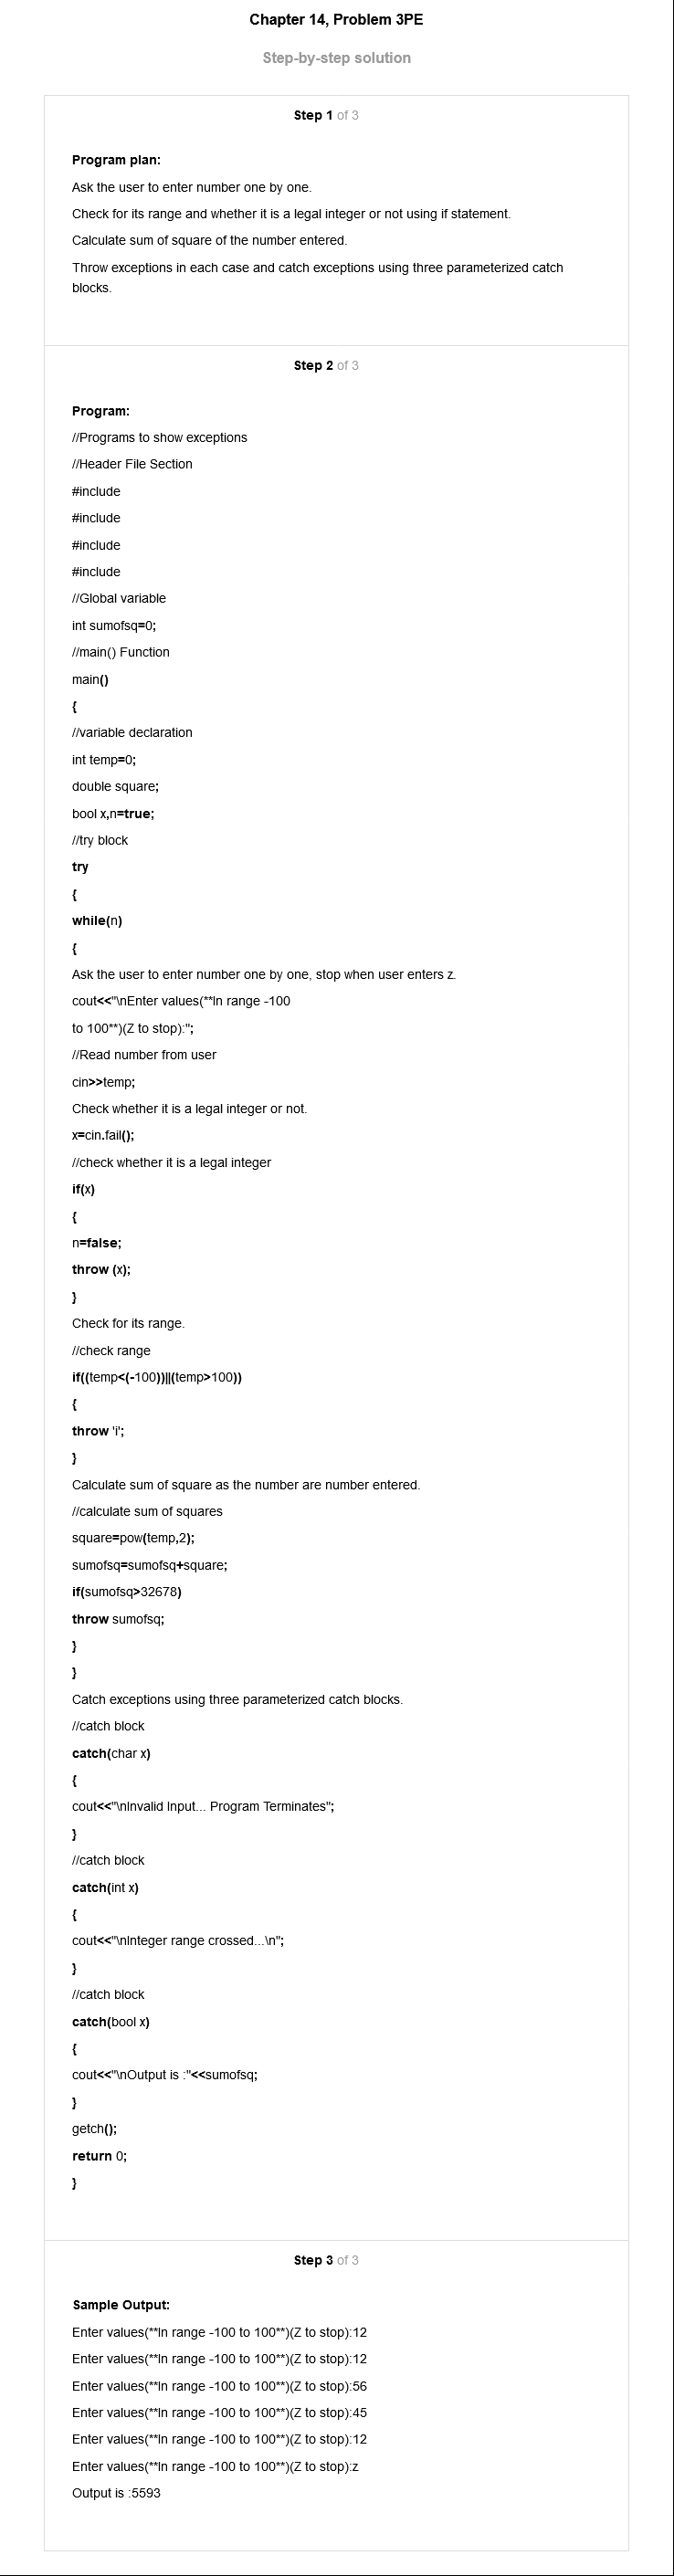 Chapter 14, Problem 3PE
Step-by-step solution
Step 1 of 3
Program plan:
Ask the user to enter number one by one.
Check for its range and whether it is a legal integer or not using if statement.
Calculate sum of square of the number entered.
Throw exceptions in each case and catch exceptions using three parameterized catch
blocks.
Step 2 of 3
Program:
//Programs to show exceptions
//Header File Section
#include
#include
#include
#include
//Global variable
int sumofsq=0;
//main() Function
main()
{
//variable declaration
int temp=0;
double square;
bool x,n=true;
//try block
try
{
while(n)
{
Ask the user to enter number one by one, stop when user enters z.
cout<<"\nEnter values(**In range -100
to 100**)(Z to stop):";
//Read number from user
cin>>temp;
Check whether it is a legal integer or not.
x=cin.fail();
//check whether it is a legal integer
if(x)
{
n=false;
throw (x);
}
Check for its range.
//check range
if((temp<(-100))||(temp>100))
{
throw 'i';
}
Calculate sum of square as the number are number entered.
//calculate sum of squares
square=pow(temp,2);
sumofsq=sumofsq+square;
if(sumofsq>32678)
throw sumofsq;
}
}
Catch exceptions using three parameterized catch blocks.
//catch block
catch(char x)
{
cout<<"\nInvalid Input... Program Terminates";
}
//catch block
catch(int x)
{
cout<<"\nInteger range crossed...\n";
}
//catch block
catch(bool x)
{
cout<<"\nOutput is :"<<sumofsq;
}
getch();
return 0;
}
Step 3 of 3
Sample Output:
Enter values(**In range -100 to 100**)(Z to stop):12
Enter values(**In range -100 to 100**)(Z to stop):12
Enter values(**In range -100 to 100**)(Z to stop):56
Enter values(**In range -100 to 100**)(Z to stop):45
Enter values(**In range -100 to 100**)(Z to stop):12
Enter values(**In range -100 to 100**)(Z to stop):z
Output is :5593